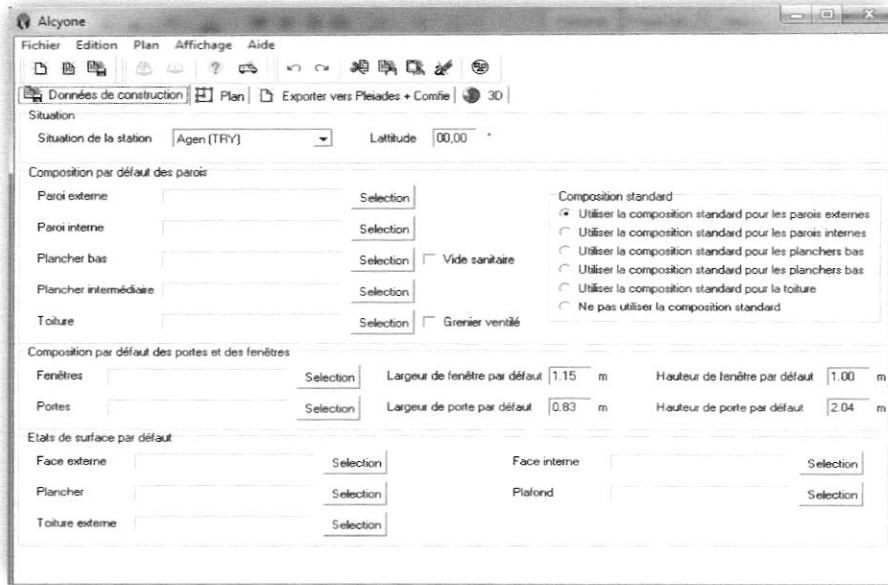 Alcyone
Fichier Edition Plan Affichage Aide
Données de construction Plan Exporter vers Pleiades + Comfie 3D
Situation
Situation de la station Agen (TRY) Lattitude 00,00 °
Composition par défaut des parois
Paroi externe Selection
Paroi interne Selection
Plancher bas Selection Vide sanitaire
Plancher intermédiaire Selection
Toiture Selection Grenier ventilé
Composition standard
Utiliser la composition standard pour les parois externes
Utiliser la composition standard pour les parois internes
Utiliser la composition standard pour les planchers bas
Utiliser la composition standard pour les planchers bas
Utiliser la composition standard pour la toiture
Ne pas utiliser la composition standard
Composition par défaut des portes et des fenêtres
Fenêtres Selection Largeur de fenêtre par défaut 1.15 m Hauteur de fenêtre par défaut 1.00 m
Portes Selection Largeur de porte par défaut 0.83 m Hauteur de porte par défaut 2.04 m
Etats de surface par défaut
Face externe Selection Face interne Selection
Plancher Selection Plafond Selection
Toiture externe Selection